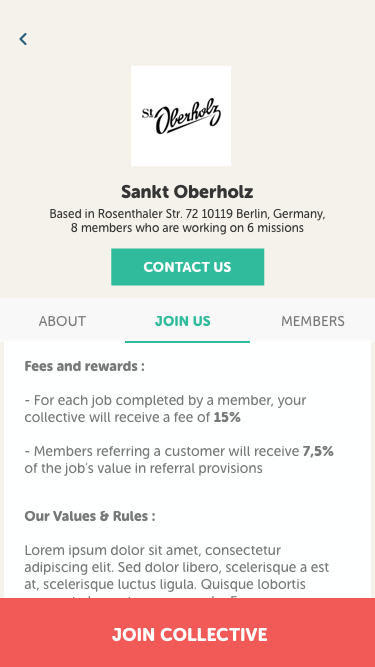 St. Oberholz
Sankt Oberholz
Based in Rosenthaler Str. 72 10119 Berlin, Germany,
8 members who are working on 6 missions
CONTACT US
ABOUT
JOIN US
MEMBERS
Fees and rewards :
- For each job completed by a member, your
collective will receive a fee of 15%
- Members referring a customer will receive 7,5%
of the job's value in referral provisions
Our Values & Rules :
Lorem ipsum dolor sit amet, consectetur
adipiscing elit. Sed dolor libero, scelerisque a est
at, scelerisque luctus ligula. Quisque lobortis
JOIN COLLECTIVE